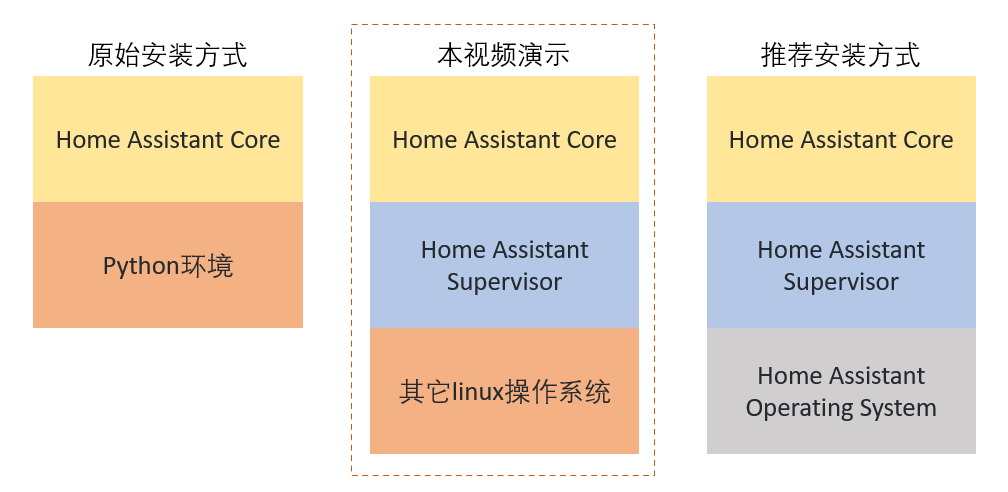 原始安装方式
Home Assistant Core
Python环境
本视频演示
Home Assistant Core
Home Assistant
Supervisor
其它linux操作系统
推荐安装方式
Home Assistant Core
Home Assistant
Supervisor
Home Assistant
Operating System